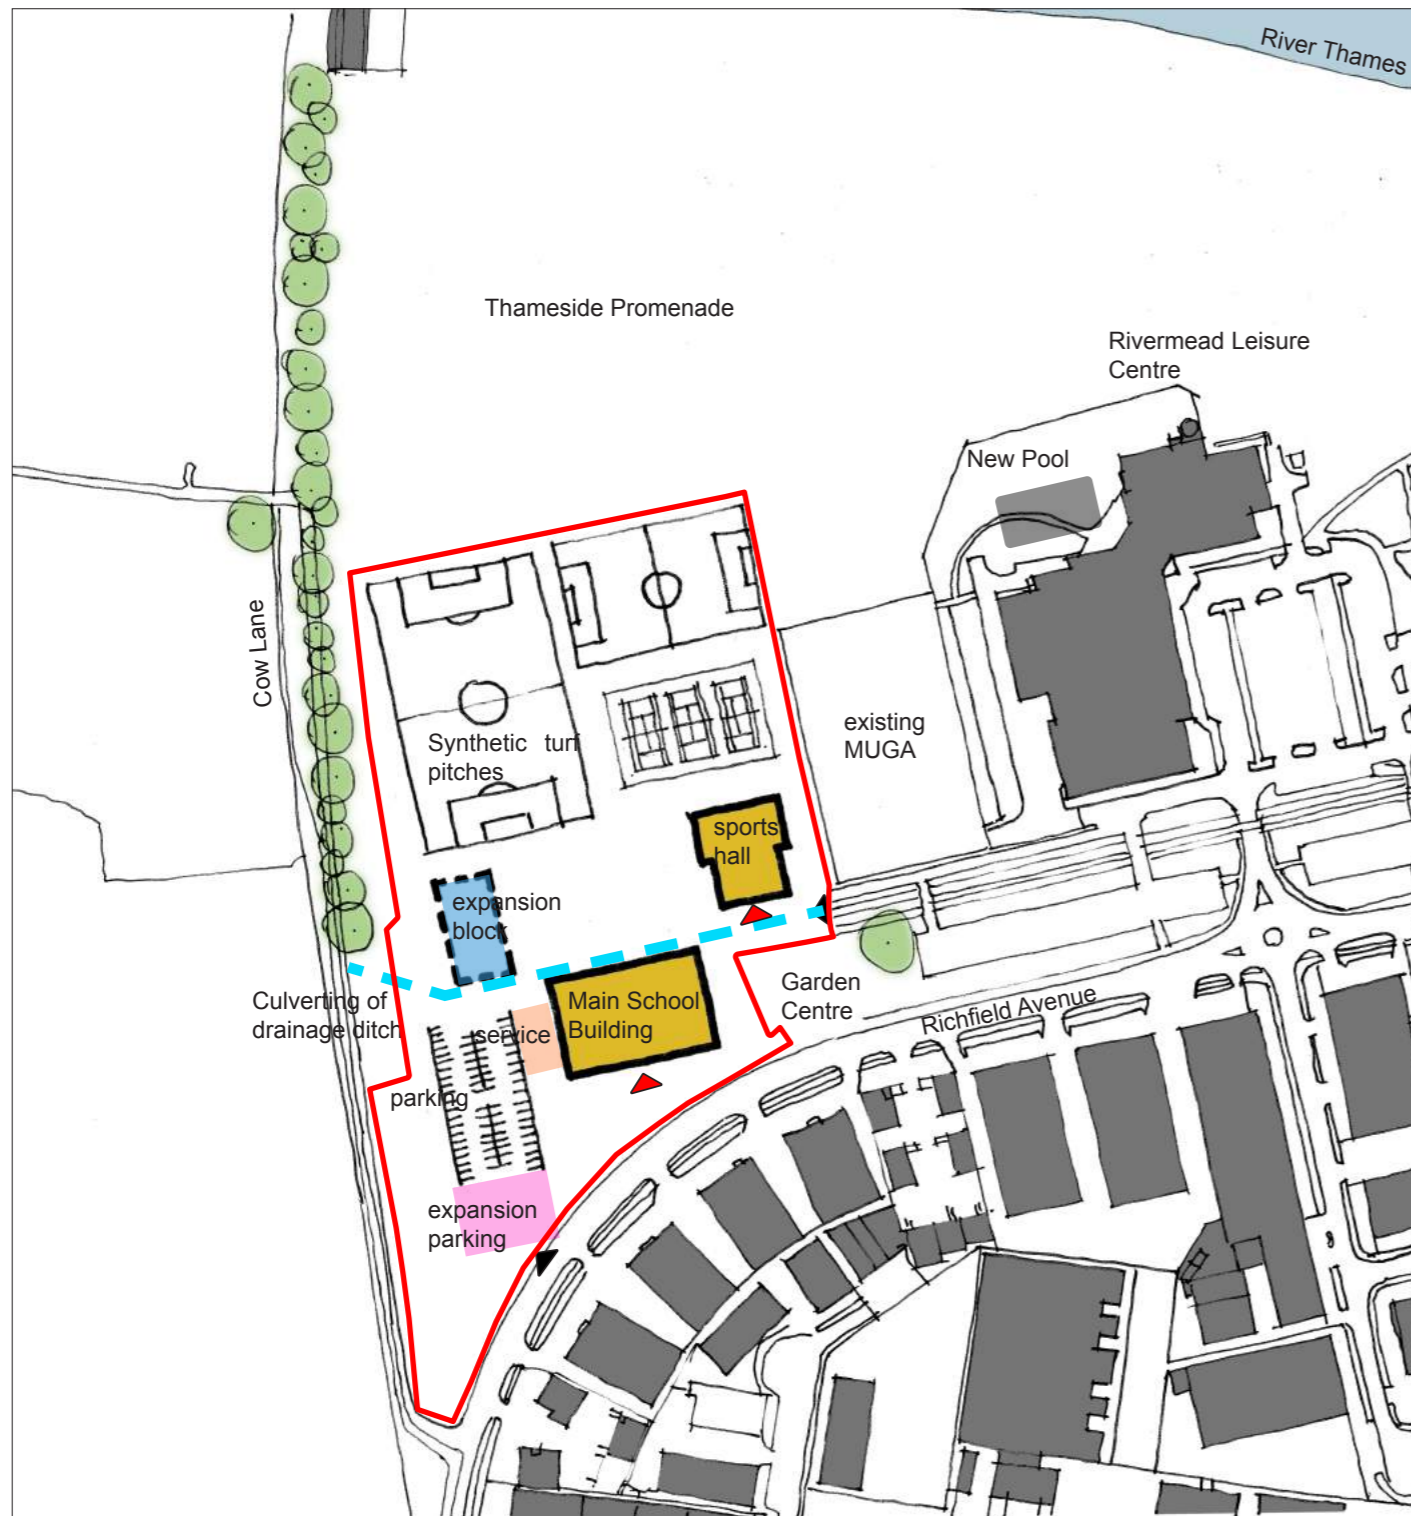 River Thames
Thameside Promenade
Rivermead Leisure
Centre
New Pool
Cow Lane
existing
MUGA
Synthetic turf
pitches
sports
hall
expansion
block
Garden
Centre
Culverting of
drainage ditch
Main School
Building
service
Richfield Avenue
parking
expansion
parking